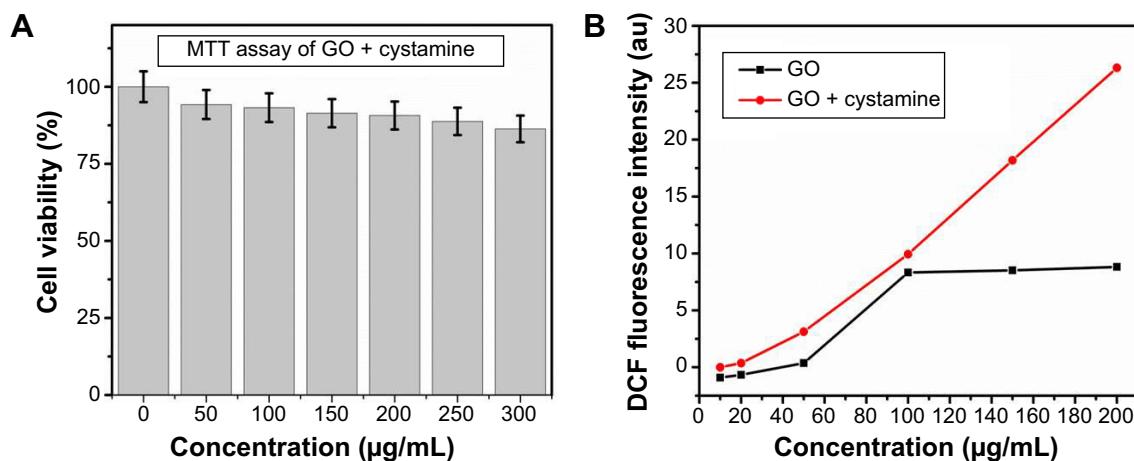 A
MTT assay of GO + cystamine
Cell viability (%)
100
75
50
25
0
0 50 100 150 200 250 300
Concentration (µg/mL)
B
GO
GO + cystamine
DCF fluorescence intensity (au)
30
25
20
15
10
5
0
0 20 40 60 80 100 120 140 160 180 200
Concentration (µg/mL)